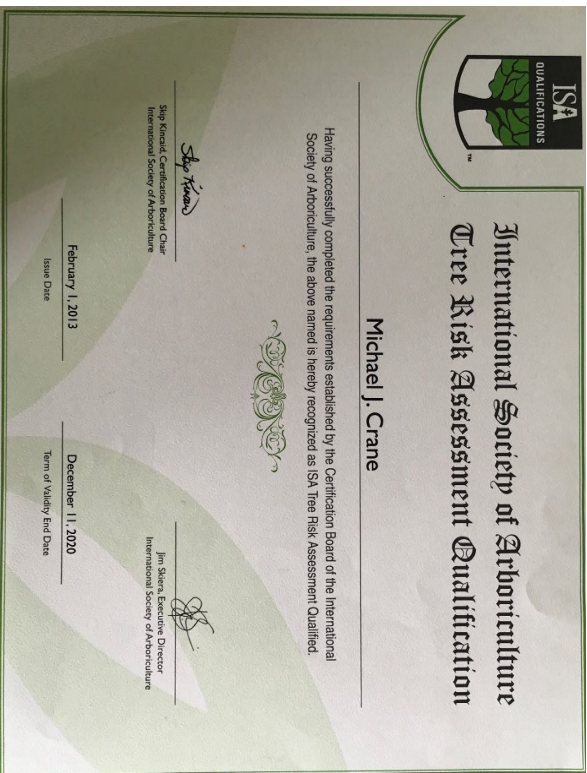 ISA
QUALIFICATIONS
™
International Society of Arboriculture
Tree Risk Assessment Qualification
Michael J. Crane
Having successfully completed the requirements established by the Certification Board of the International
Society of Arboriculture, the above named is hereby recognized as ISA Tree Risk Assessment Qualified.
Skip Kincaid
Skip Kincaid, Certification Board Chair
International Society of Arboriculture
Jim Skiera, Executive Director
International Society of Arboriculture
February 1, 2013
Issue Date
December 11, 2020
Term of Validity End Date